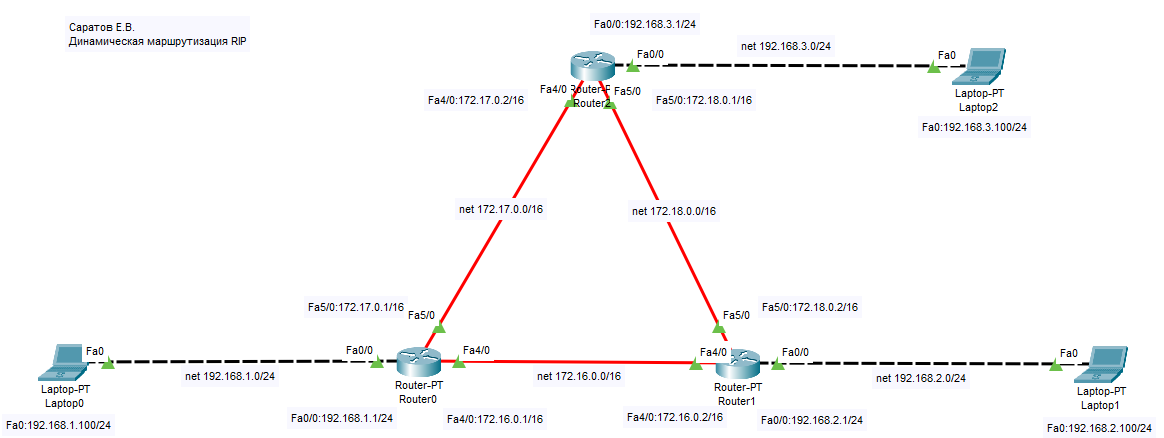 Саратов Е.В.
Динамическая маршрутизация RIP
Fa0/0:192.168.3.1/24
Fa0/0
net 192.168.3.0/24
Fa0
Laptop-PT
Laptop2
Fa0:192.168.3.100/24
Fa4/0:172.17.0.2/16
Fa4/0
Router-P
Router2
Fa5/0
Fa5/0:172.18.0.1/16
net 172.17.0.0/16
net 172.18.0.0/16
Fa5/0:172.17.0.1/16
Fa5/0
Fa5/0:172.18.0.2/16
Fa5/0
Fa0
Laptop-PT
Laptop0
Fa0:192.168.1.100/24
net 192.168.1.0/24
Fa0/0
Router-PT
Router0
Fa0/0:192.168.1.1/24
Fa4/0
Fa4/0:172.16.0.1/16
net 172.16.0.0/16
Fa4/0
Router-PT
Router1
Fa4/0:172.16.0.2/16
Fa0/0
Fa0/0:192.168.2.1/24
net 192.168.2.0/24
Fa0
Laptop-PT
Laptop1
Fa0:192.168.2.100/24